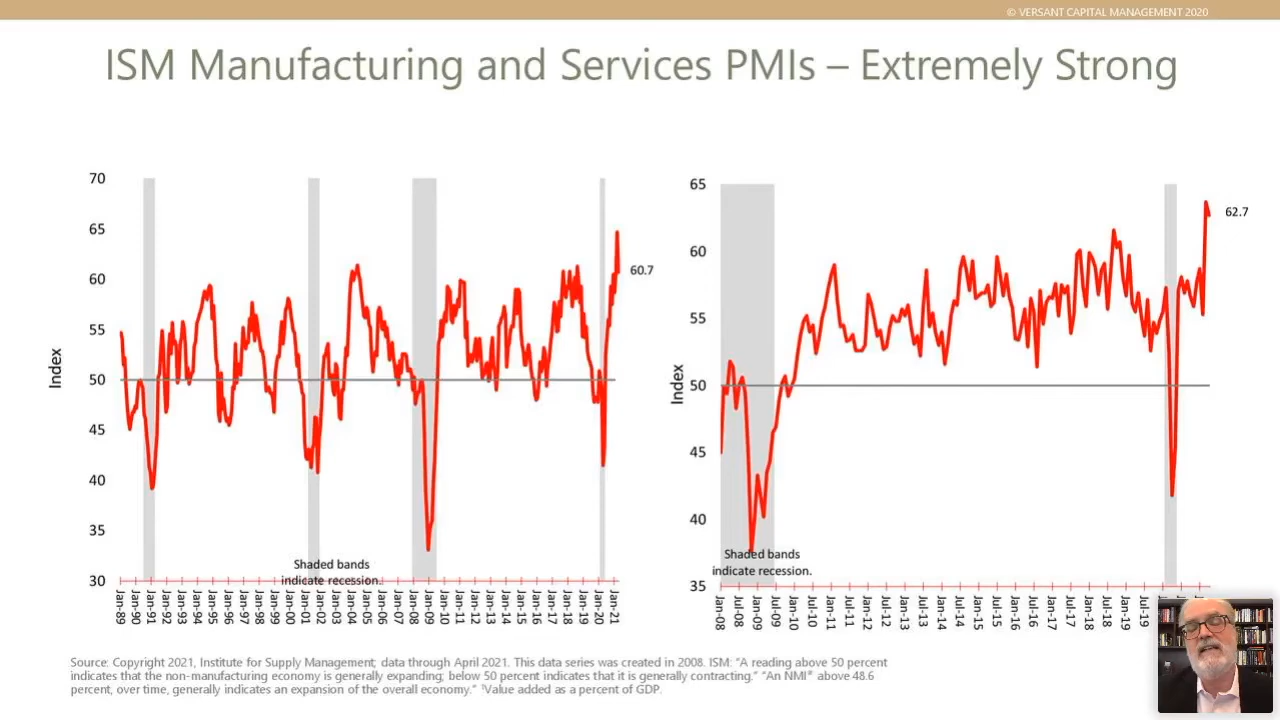 © VERSANT CAPITAL MANAGEMENT 2020
ISM Manufacturing and Services PMIs – Extremely Strong
70
65
60
55
50
45
40
35
30
Index
60.7
Shaded bands
indicate recession.
Jan-89
Jan-90
Jan-91
Jan-92
Jan-93
Jan-94
Jan-95
Jan-96
Jan-97
Jan-98
Jan-99
Jan-00
Jan-01
Jan-02
Jan-03
Jan-04
Jan-05
Jan-06
Jan-07
Jan-08
Jan-09
Jan-10
Jan-11
Jan-12
Jan-13
Jan-14
Jan-15
Jan-16
Jan-17
Jan-18
Jan-19
Jan-20
Jan-21
65
60
55
50
45
40
35
Index
62.7
Shaded bands
indicate recession.
Jan-08
Jul-08
Jan-09
Jul-09
Jan-10
Jul-10
Jan-11
Jul-11
Jan-12
Jul-12
Jan-13
Jul-13
Jan-14
Jul-14
Jan-15
Jul-15
Jan-16
Jul-16
Jan-17
Jul-17
Jan-18
Jul-18
Jan-19
Jul-19
Source: Copyright 2021, Institute for Supply Management; data through April 2021. This data series was created in 2008. ISM: “A reading above 50 percent
indicates that the non-manufacturing economy is generally expanding; below 50 percent indicates that it is generally contracting.” “An NMI® above 48.6
percent, over time, generally indicates an expansion of the overall economy.” ¹Value added as a percent of GDP.